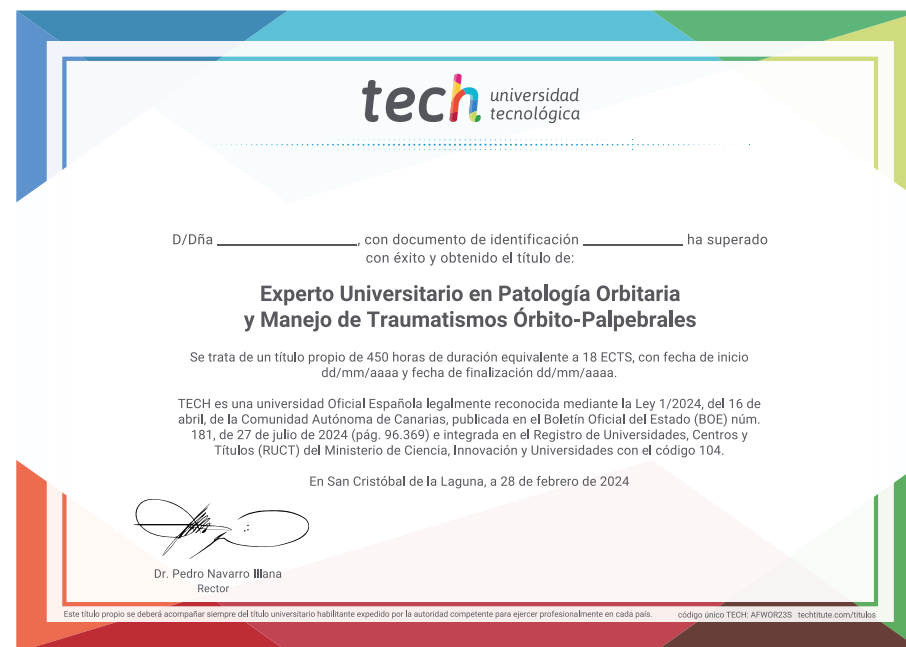 tech universidad
tecnológica
D/Dña ____________, con documento de identificación ____________ ha superado
con éxito y obtenido el título de:
Experto Universitario en Patología Orbitaria
y Manejo de Traumatismos Órbito-Palpebrales
Se trata de un título propio de 450 horas de duración equivalente a 18 ECTS, con fecha de inicio
dd/mm/aaaa y fecha de finalización dd/mm/aaaa.
TECH es una universidad Oficial Española legalmente reconocida mediante la Ley 1/2024, del 16 de
abril, de la Comunidad Autónoma de Canarias, publicada en el Boletín Oficial del Estado (BOE) núm.
181, de 27 de julio de 2024 (pág. 96.369) e integrada en el Registro de Universidades, Centros y
Títulos (RUCT) del Ministerio de Ciencia, Innovación y Universidades con el código 104.
En San Cristóbal de la Laguna, a 28 de febrero de 2024
Dr. Pedro Navarro Illana
Rector
Este título propio se deberá acompañar siempre del título universitario habilitante expedido por la autoridad competente para ejercer profesionalmente en cada país. código único TECH: AFWOR23S techtitute.com/titulos